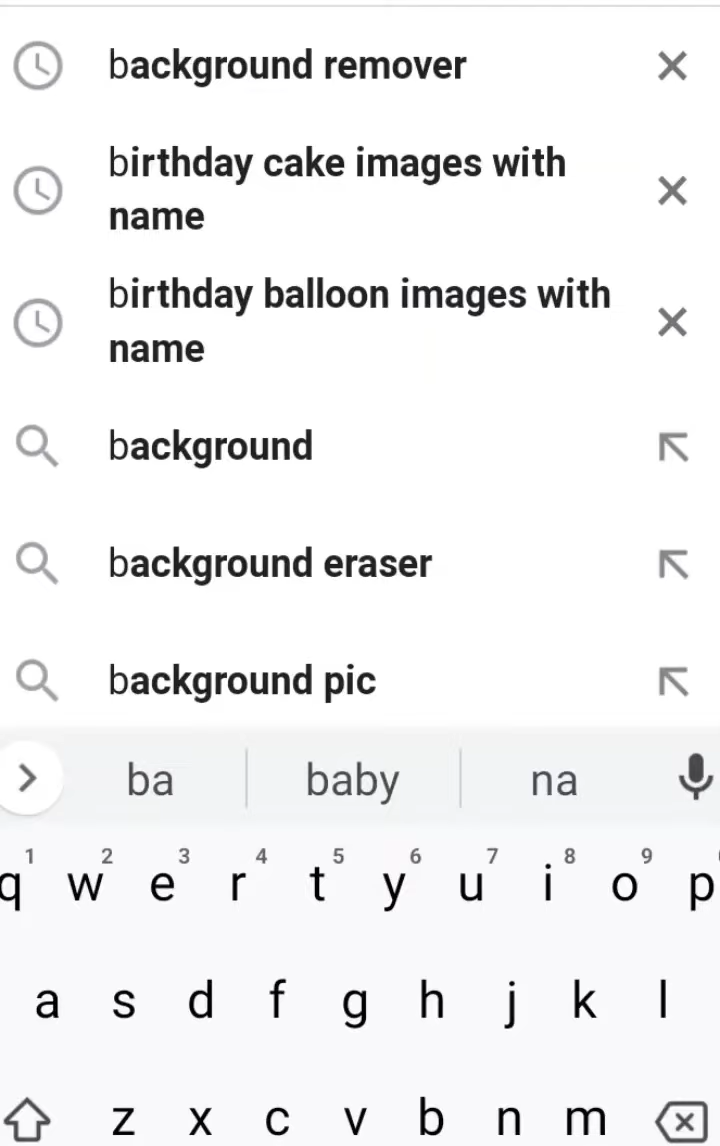 background remover
birthday cake images with
name
birthday balloon images with
name
background
background eraser
background pic
ba baby na
1 2 3 4 5 6 7 8 9
q w e r t y u i o p
a s d f g h j k l
z x c v b n m